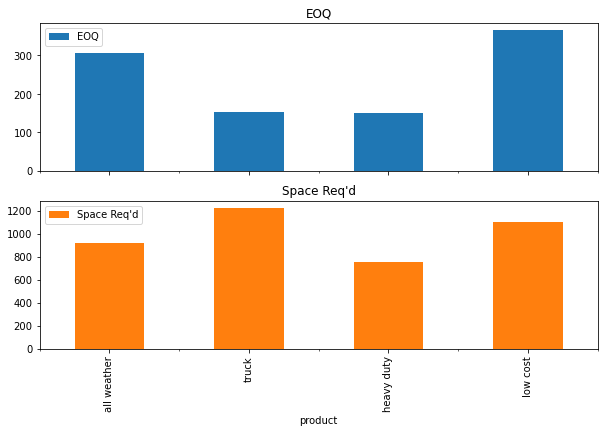 EOQ
EOQ
300
200
100
0
Space Req'd
Space Req'd
1200
1000
800
600
400
200
0
all weather
truck
heavy duty
low cost
product